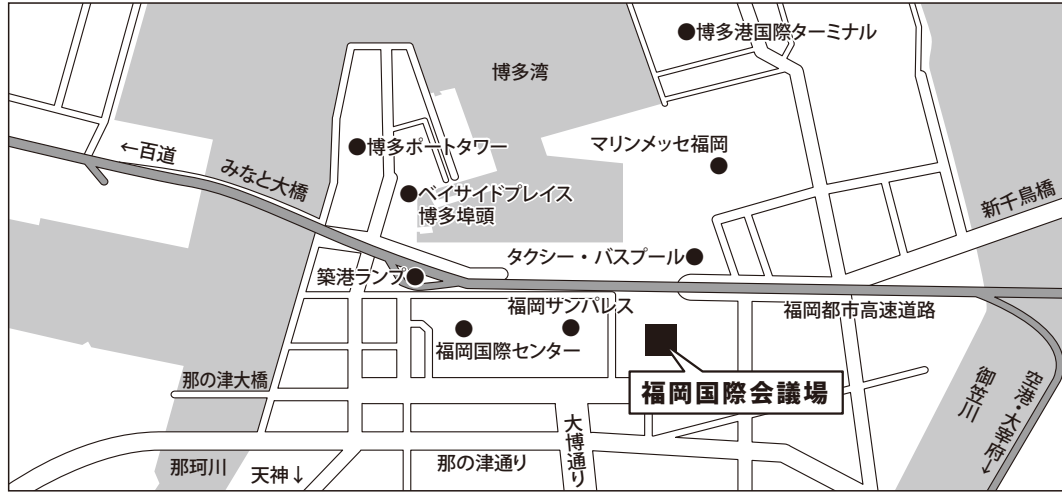 博多港国際ターミナル
博多湾
←百道
博多ポートタワー
マリンメッセ福岡
みなと大橋
ベイサイドプレイス
博多埠頭
新千鳥橋
タクシー・バスプール
築港ランプ
福岡サンパレス
福岡都市高速道路
福岡国際センター
那の津大橋
福岡国際会議場
御笠川
空港・大宰府→
大博通り
那珂川
天神↓
那の津通り